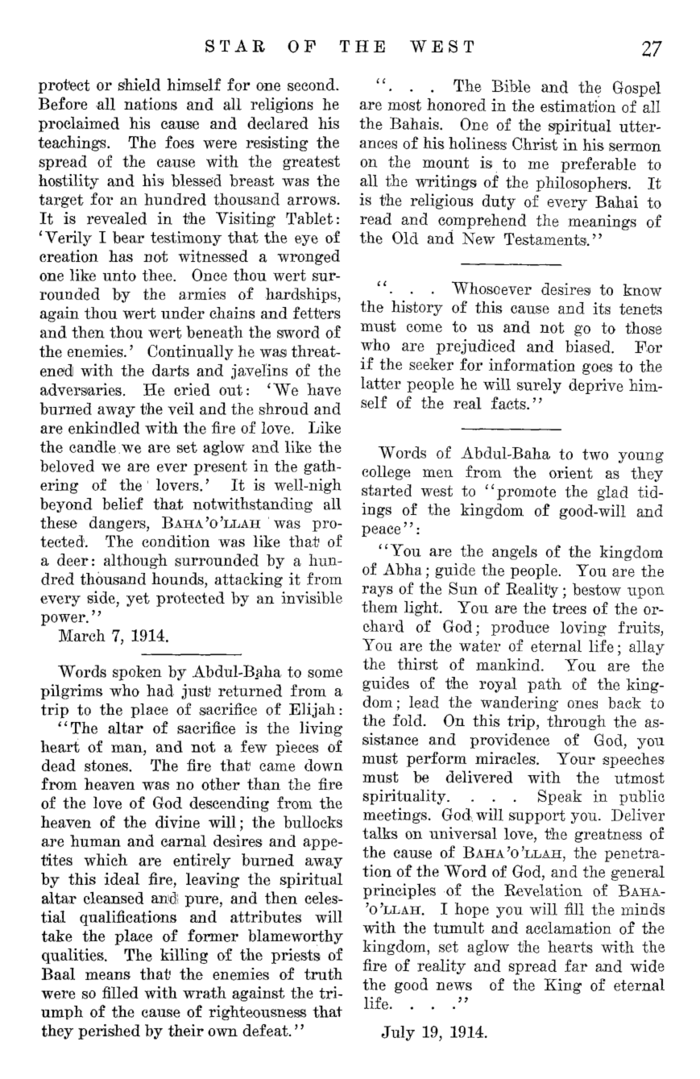 STAR OF THE WEST 27
protect or shield himself for one second.
Before all nations and all religions he
proclaimed his cause and declared his
teachings. The foes were resisting the
spread of the cause with the greatest
hostility and his blessed breast was the
target for an hundred thousand arrows.
It is revealed in the Visiting Tablet:
‘Verily I bear testimony that the eye of
creation has not witnessed a wronged
one like unto thee. Once thou wert sur-
rounded by the armies of hardships,
again thou wert under chains and fetters
and then thou wert beneath the sword of
the enemies.’ Continually he was threat-
ened with the darts and javelins of the
adversaries. He cried out: ‘We have
burned away the veil and the shroud and
are enkindled with the fire of love. Like
the candle we are set aglow and like the
beloved we are ever present in the gath-
ering of the lovers.’ It is well-nigh
beyond belief that notwithstanding all
these dangers, BAHA’O’LLAH was pro-
tected. The condition was like that of
a deer: although surrounded by a hun-
dred thousand hounds, attacking it from
every side, yet protected by an invisible
power.”
March 7, 1914.
Words spoken by Abdul-Baha to some
pilgrims who had just returned from a
trip to the place of sacrifice of Elijah:
“The altar of sacrifice is the living
heart of man, and not a few pieces of
dead stones. The fire that came down
from heaven was no other than the fire
of the love of God descending from the
heaven of the divine will; the bullocks
are human and carnal desires and appe-
tites which are entirely burned away
by this ideal fire, leaving the spiritual
altar cleansed and pure, and then celes-
tial qualifications and attributes will
take the place of former blameworthy
qualities. The killing of the priests of
Baal means that the enemies of truth
were so filled with wrath against the tri-
umph of the cause of righteousness that
they perished by their own defeat.”
“. . . The Bible and the Gospel
are most honored in the estimation of all
the Bahais. One of the spiritual utter-
ances of his holiness Christ in his sermon
on the mount is to me preferable to
all the writings of the philosophers. It
is the religious duty of every Bahai to
read and comprehend the meanings of
the Old and New Testaments.”
“. . . Whosoever desires to know
the history of this cause and its tenets
must come to us and not go to those
who are prejudiced and biased. For
if the seeker for information goes to the
latter people he will surely deprive him-
self of the real facts.”
Words of Abdul-Baha to two young
college men from the orient as they
started west to “promote the glad tid-
ings of the kingdom of good-will and
peace”:
“You are the angels of the kingdom
of Abha; guide the people. You are the
rays of the Sun of Reality; bestow upon
them light. You are the trees of the or-
chard of God; produce loving fruits,
You are the water of eternal life; allay
the thirst of mankind. You are the
guides of the royal path of the king-
dom; lead the wandering ones back to
the fold. On this trip, through the as-
sistance and providence of God, you
must perform miracles. Your speeches
must be delivered with the utmost
spirituality. . . . Speak in public
meetings. God will support you. Deliver
talks on universal love, the greatness of
the cause of BAHA’O’LLAH, the penetra-
tion of the Word of God, and the general
principles of the Revelation of BAHA-
’O’LLAH. I hope you will fill the minds
with the tumult and acclamation of the
kingdom, set aglow the hearts with the
fire of reality and spread far and wide
the good news of the King of eternal
life. . . .”
July 19, 1914.